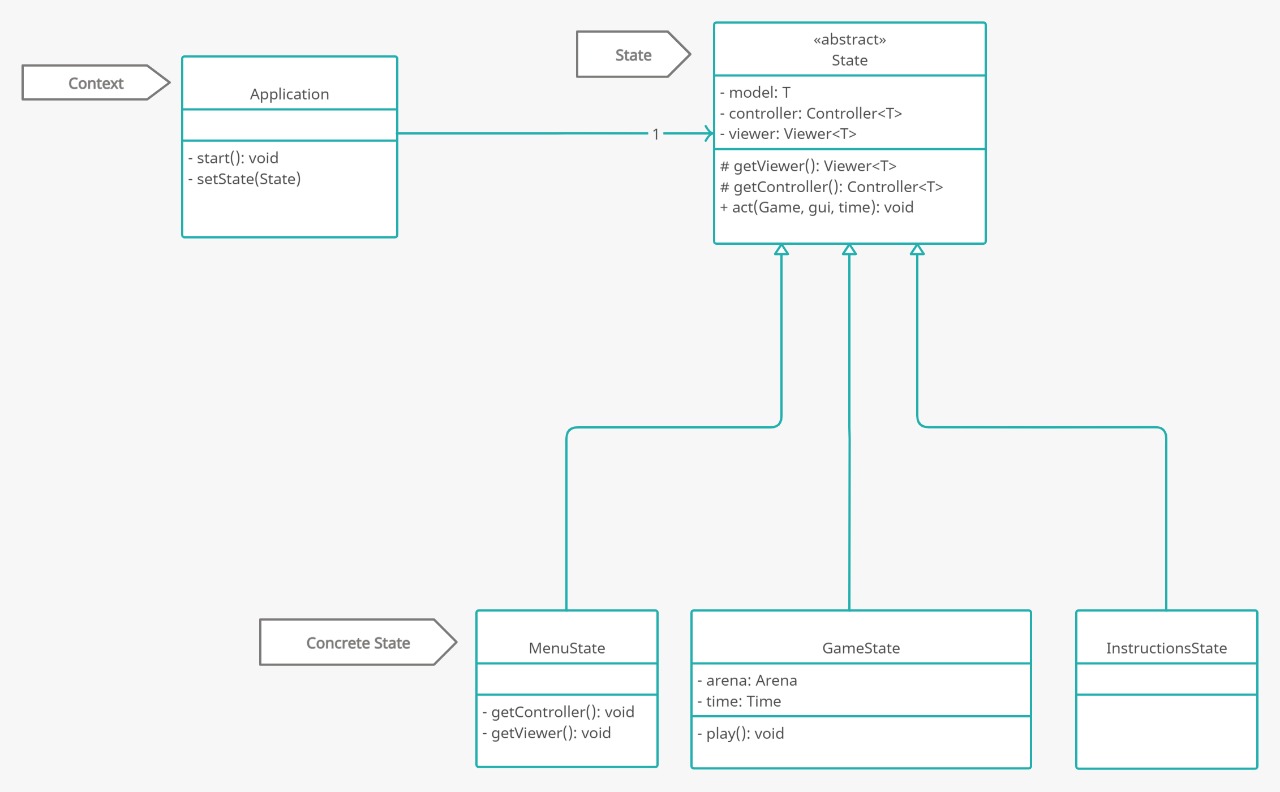 Context
Application
- start(): void
- setState(State)
1
State
«abstract»
State
- model: T
- controller: Controller<T>
- viewer: Viewer<T>
# getViewer(): Viewer<T>
# getController(): Controller<T>
+ act(Game, gui, time): void
Concrete State
MenuState
- getController(): void
- getViewer(): void
GameState
- arena: Arena
- time: Time
- play(): void
InstructionsState